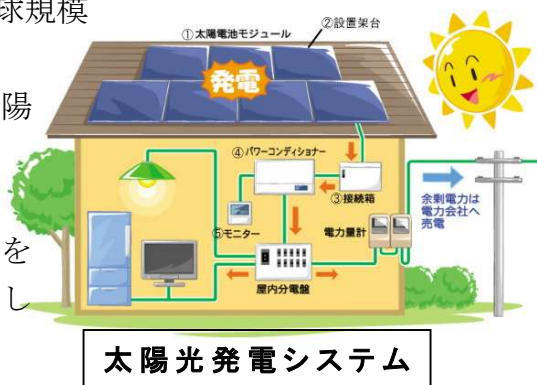 球規模
①太陽電池モジュール
②設置架台
陽
発電
④パワーコンディショナー
③接続箱
⑤モニター
電力量計
余剰電力は
電力会社へ
売電
を
し
屋内分電盤
太陽光発電システム